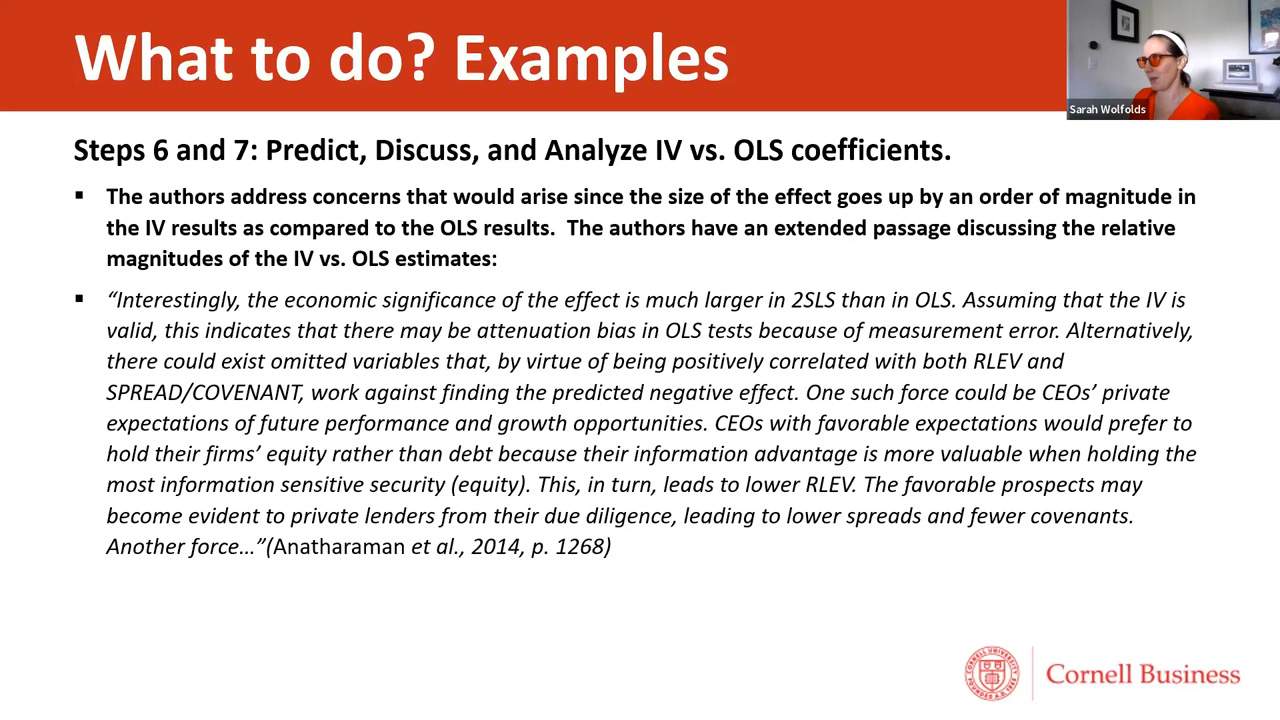 What to do? Examples
Sarah Wolfolds
Steps 6 and 7: Predict, Discuss, and Analyze IV vs. OLS coefficients.
▪ The authors address concerns that would arise since the size of the effect goes up by an order of magnitude in
the IV results as compared to the OLS results.  The authors have an extended passage discussing the relative
magnitudes of the IV vs. OLS estimates:
▪ “Interestingly, the economic significance of the effect is much larger in 2SLS than in OLS. Assuming that the IV is
valid, this indicates that there may be attenuation bias in OLS tests because of measurement error. Alternatively,
there could exist omitted variables that, by virtue of being positively correlated with both RLEV and
SPREAD/COVENANT, work against finding the predicted negative effect. One such force could be CEOs’ private
expectations of future performance and growth opportunities. CEOs with favorable expectations would prefer to
hold their firms’ equity rather than debt because their information advantage is more valuable when holding the
most information sensitive security (equity). This, in turn, leads to lower RLEV. The favorable prospects may
become evident to private lenders from their due diligence, leading to lower spreads and fewer covenants.
Another force…”(Anatharaman et al., 2014, p. 1268)
Cornell Business